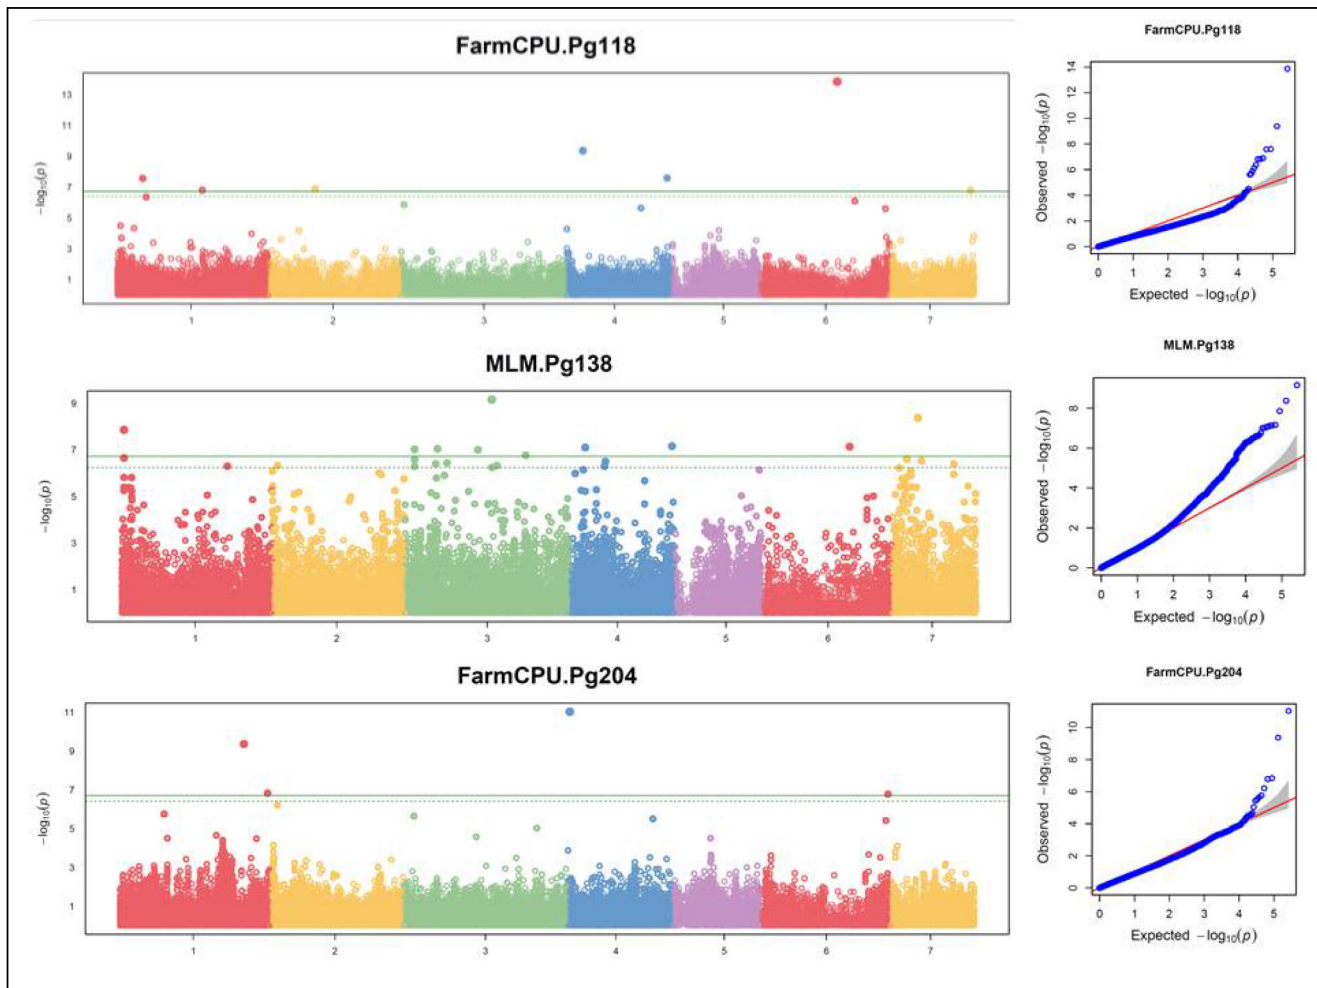 FarmCPU.Pg118
−log₁₀(p)
13
11
9
7
5
3
1
1 2 3 4 5 6 7
FarmCPU.Pg118
Observed −log₁₀(p)
14
12
10
8
6
4
2
0
0 1 2 3 4 5
Expected −log₁₀(p)
MLM.Pg138
−log₁₀(p)
9
7
5
3
1
1 2 3 4 5 6 7
MLM.Pg138
Observed −log₁₀(p)
8
6
4
2
0
0 1 2 3 4 5
Expected −log₁₀(p)
FarmCPU.Pg204
−log₁₀(p)
11
9
7
5
3
1
1 2 3 4 5 6 7
FarmCPU.Pg204
Observed −log₁₀(p)
10
8
6
4
2
0
0 1 2 3 4 5
Expected −log₁₀(p)